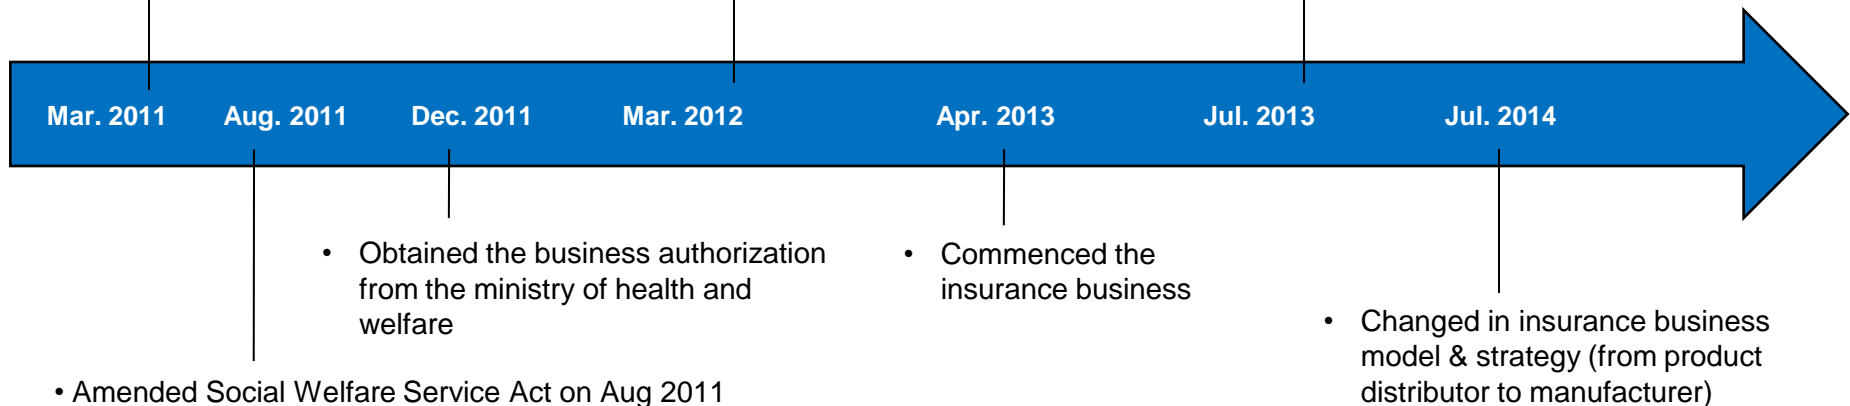 Mar. 2011 Aug. 2011 Dec. 2011 Mar. 2012 Apr. 2013 Jul. 2013 Jul. 2014
• Obtained the business authorization
from the ministry of health and
welfare
• Commenced the
insurance business
• Changed in insurance business
model & strategy (from product
distributor to manufacturer)
• Amended Social Welfare Service Act on Aug 2011